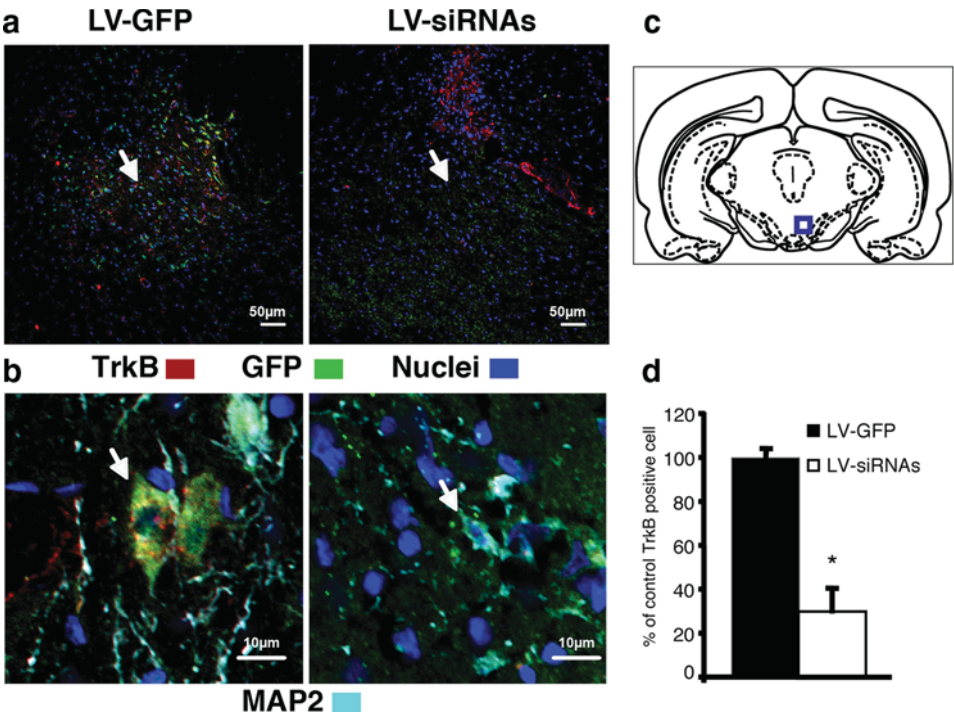 a
LV-GFP
LV-siRNAs
c
50μm
50μm
TrkB
GFP
Nuclei
b
10μm
10μm
MAP2
d
% of control TrkB positive cell
120
100
80
60
40
20
0
LV-GFP
LV-siRNAs
*